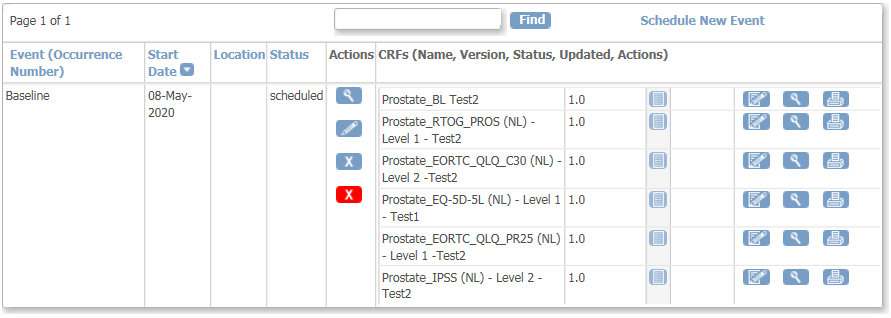 Page 1 of 1
Find
Schedule New Event
Event (Occurrence
Number)
Start
Date
Location
Status
Actions
CRFs (Name, Version, Status, Updated, Actions)
Baseline
08-May-
2020
scheduled
X
X
Prostate_BL Test2
1.0
Prostate_RTOG_PROS (NL) -
Level 1 - Test2
1.0
Prostate_EORTC_QLQ_C30 (NL) -
Level 2 -Test2
1.0
Prostate_EQ-5D-5L (NL) - Level 1
- Test1
1.0
Prostate_EORTC_QLQ_PR25 (NL)
- Level 1 -Test2
1.0
Prostate_IPSS (NL) - Level 2 -
Test2
1.0